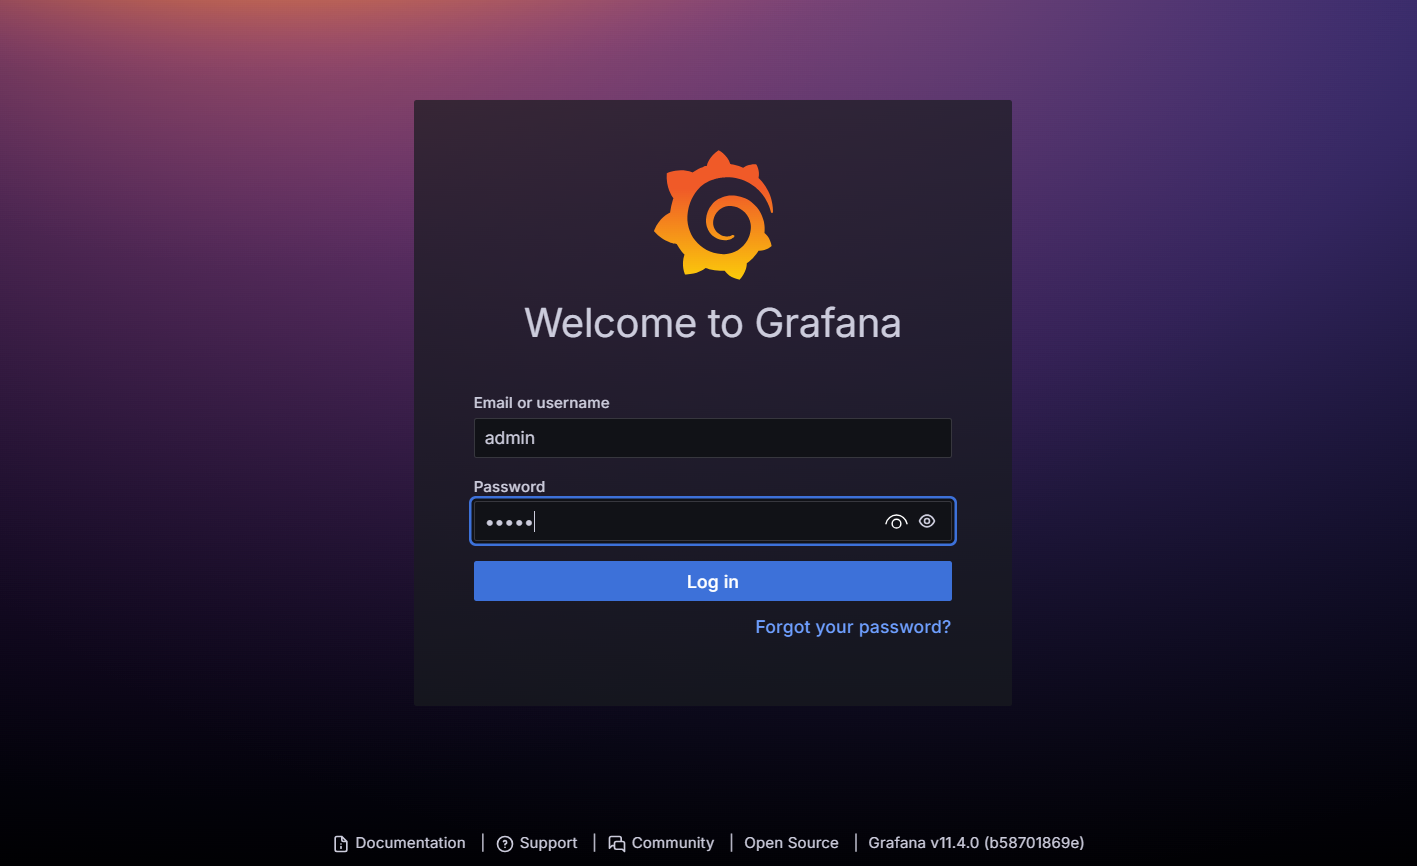 Welcome to Grafana
Email or username
admin
Password
•••••
Log in
Forgot your password?
Documentation | Support | Community | Open Source | Grafana v11.4.0 (b58701869e)